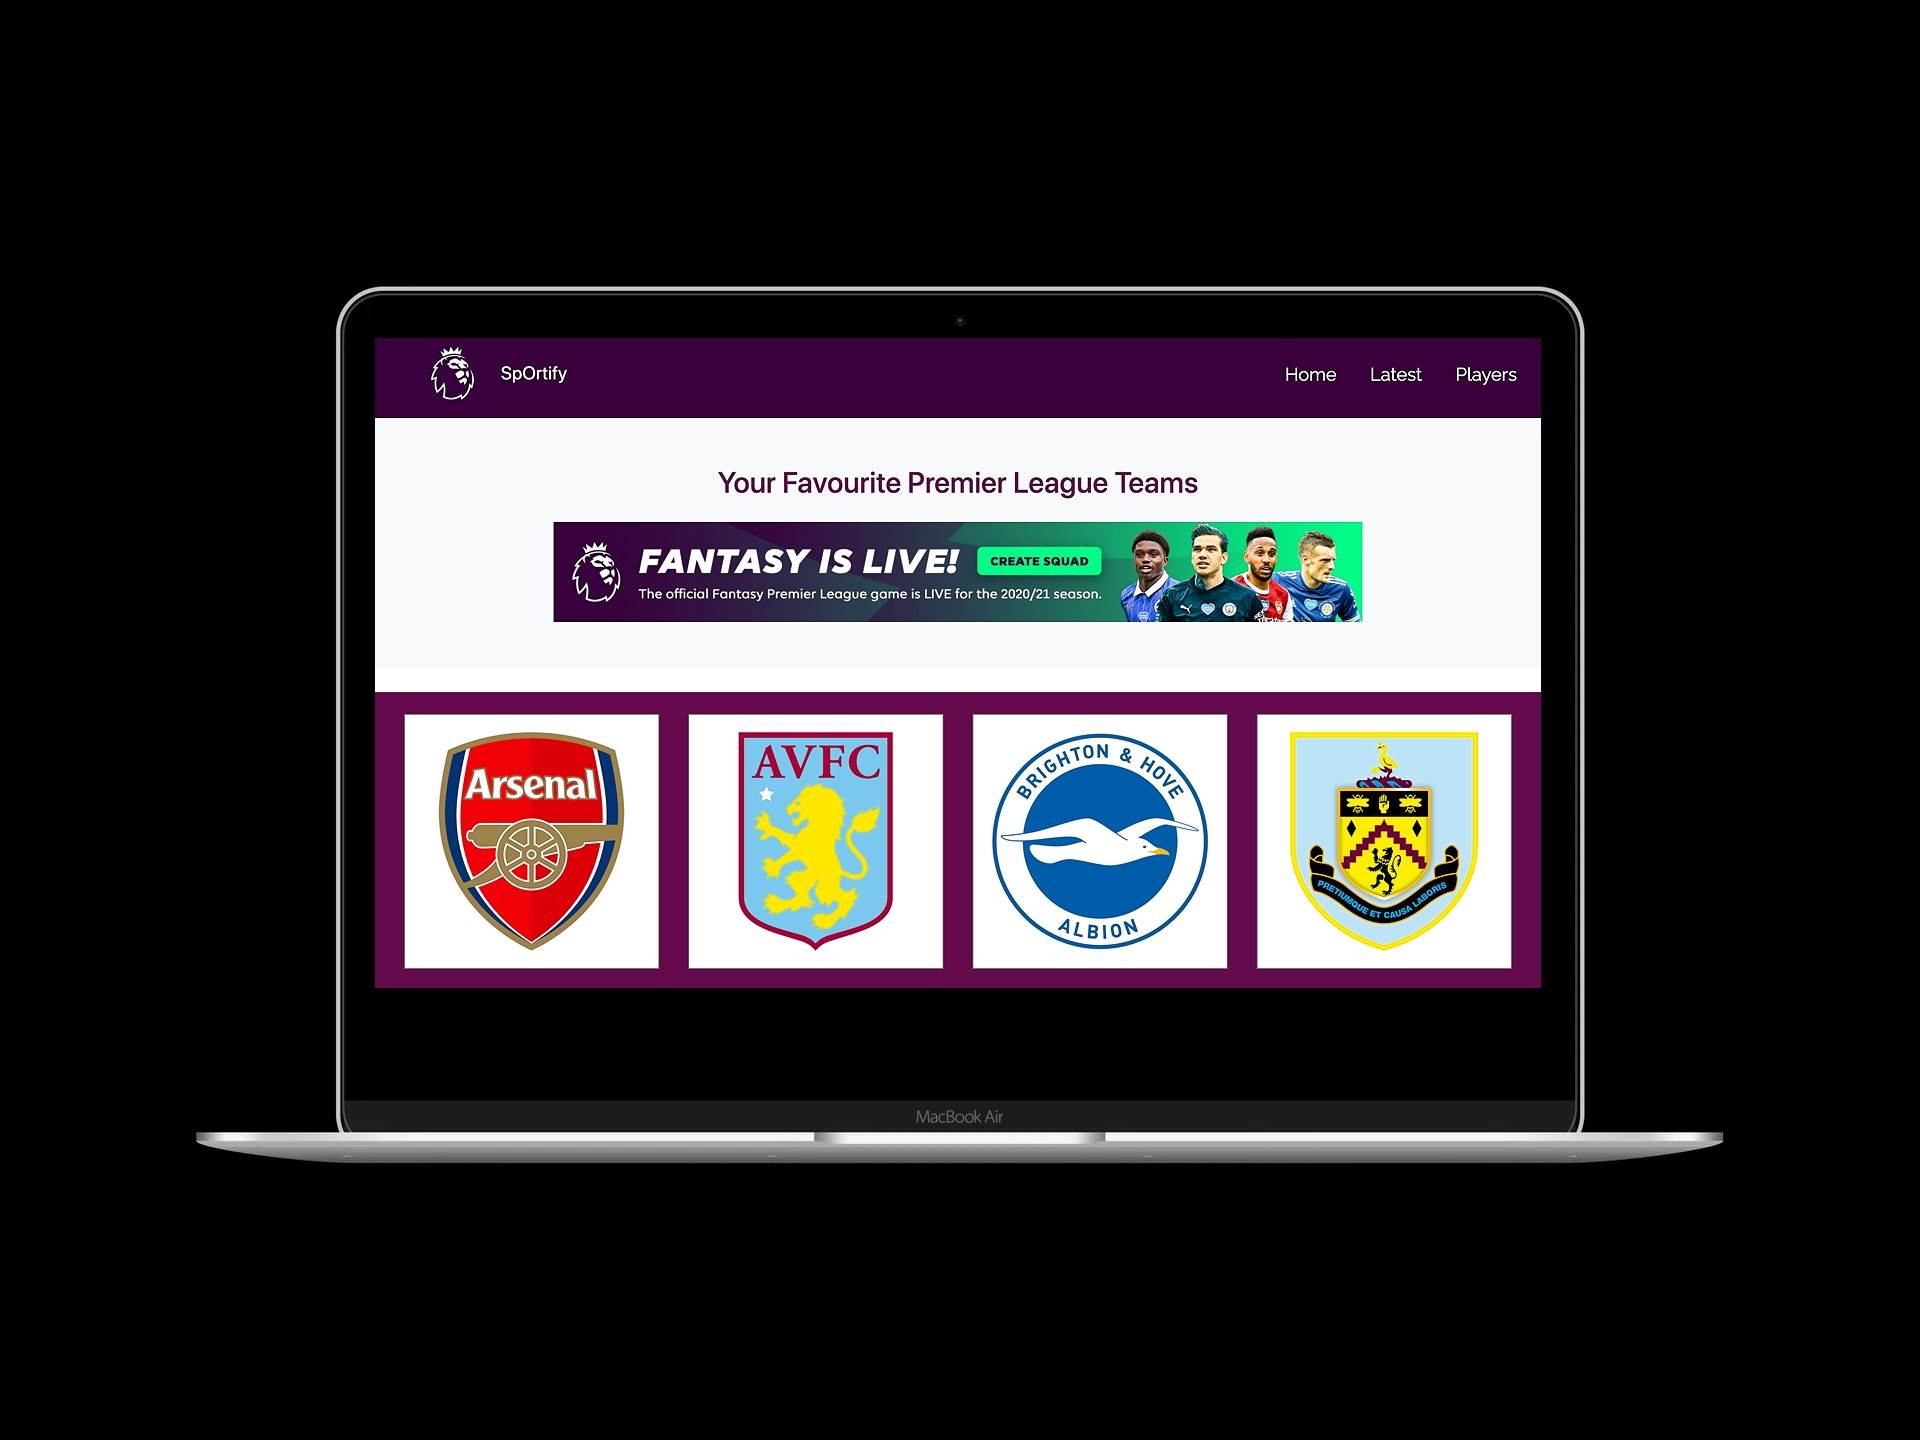 SpOrtify
Home Latest Players
Your Favourite Premier League Teams
FANTASY IS LIVE!
CREATE SQUAD
The official Fantasy Premier League game is LIVE for the 2020/21 season.
Arsenal
AVFC
BRIGHTON & HOVE
ALBION
PRETIUMQUE ET CAUSA LABORIS
MacBook Air